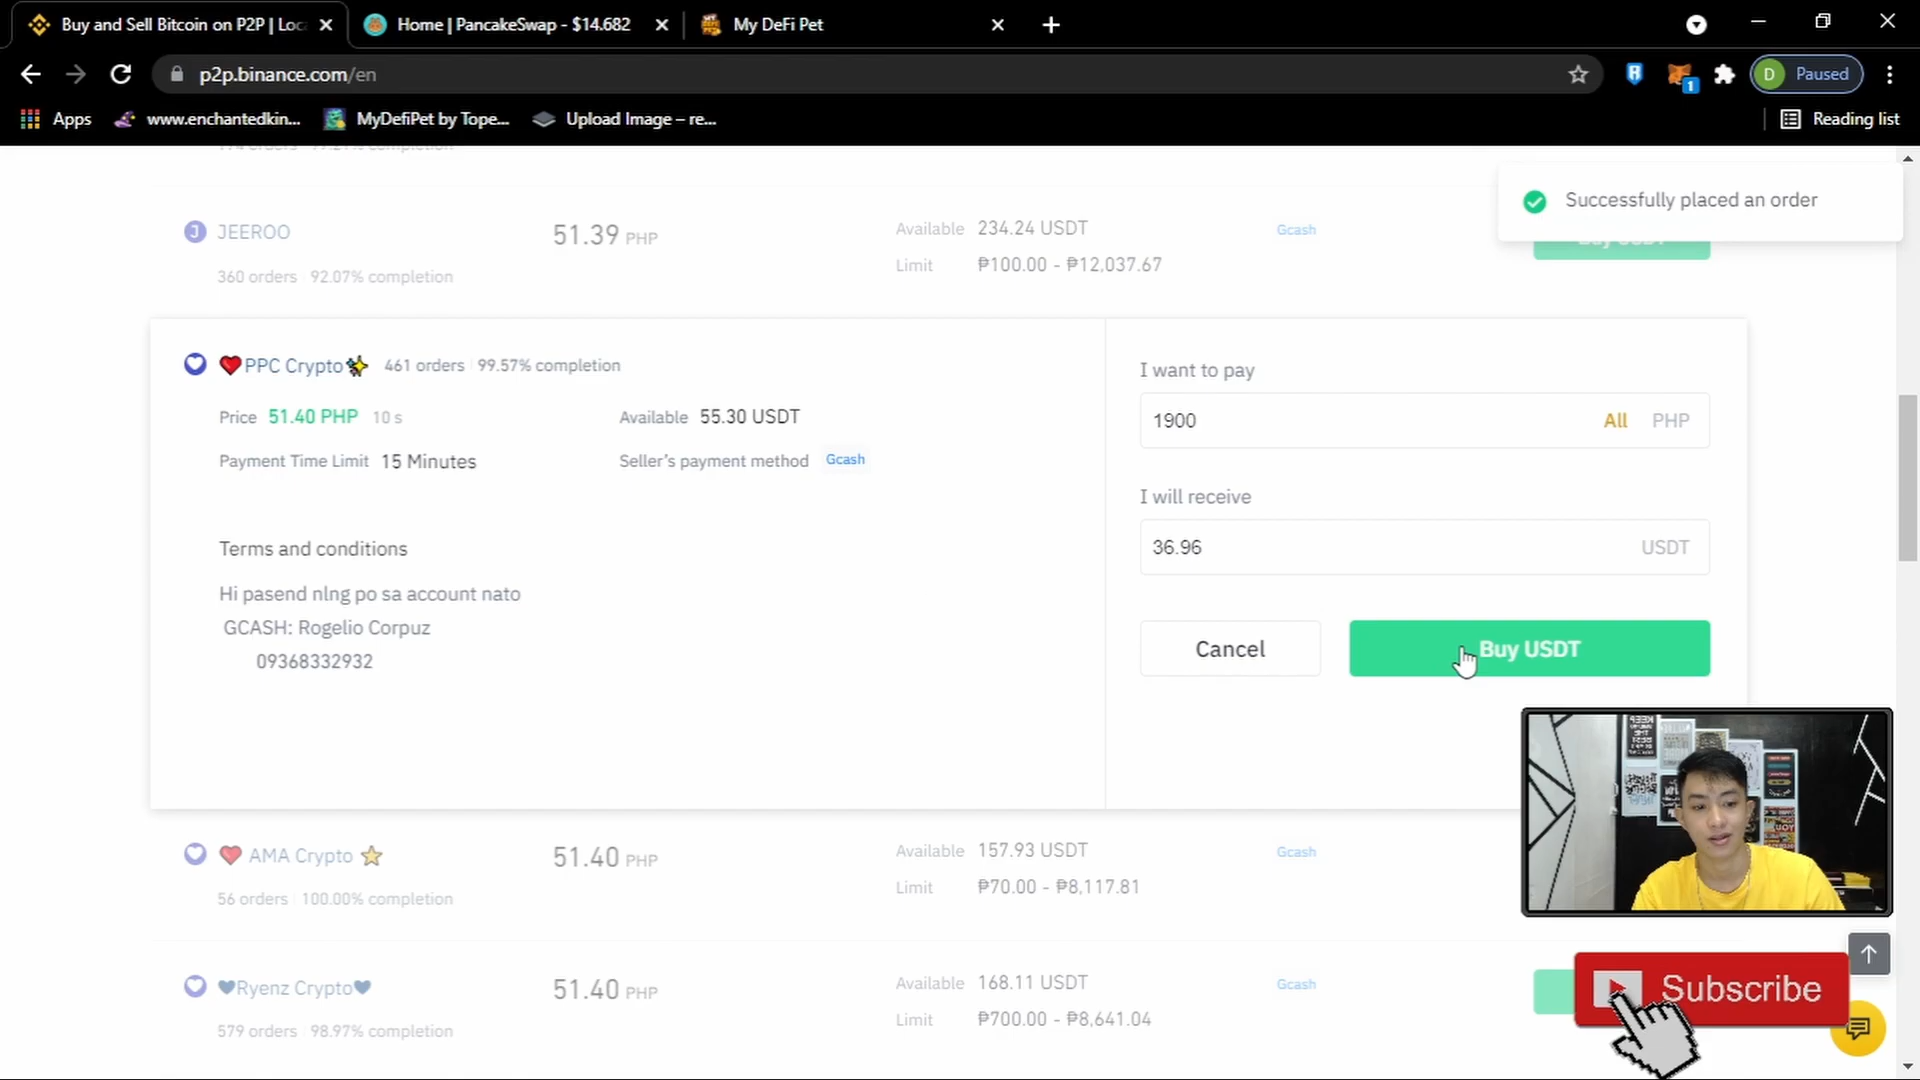 Buy and Sell Bitcoin on P2P | Loc
Home | PancakeSwap - $14.682
My DeFi Pet
p2p.binance.com/en
1
D
Paused
Apps
www.enchantedkin...
MyDefiPet by Tope...
Upload Image – re...
Reading list
Successfully placed an order
J
JEEROO
51.39 PHP
Available 234.24 USDT
Gcash
Buy USDT
360 orders 92.07% completion
Limit ₱100.00 - ₱12,037.67
PPC Crypto 461 orders 99.57% completion
Price 51.40 PHP 10 s
Available 55.30 USDT
Payment Time Limit 15 Minutes
Seller's payment method Gcash
Terms and conditions
Hi pasend nlng po sa account nato
GCASH: Rogelio Corpuz
09368332932
I want to pay
1900 All PHP
I will receive
36.96 USDT
Cancel
Buy USDT
AMA Crypto
51.40 PHP
Available 157.93 USDT
Gcash
56 orders 100.00% completion
Limit ₱70.00 - ₱8,117.81
Ryenz Crypto
51.40 PHP
Available 168.11 USDT
Gcash
579 orders 98.97% completion
Limit ₱700.00 - ₱8,641.04
Subscribe